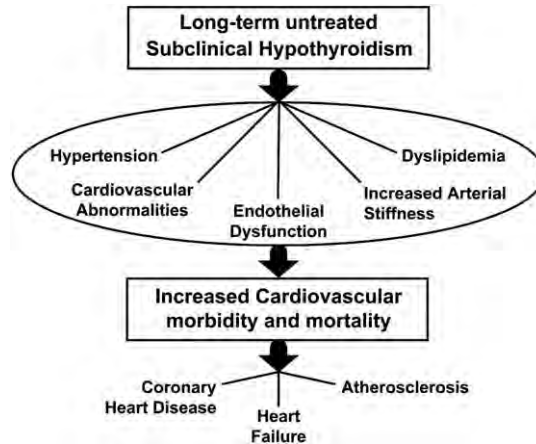 Long-term untreated
Subclinical Hypothyroidism
Hypertension
Dyslipidemia
Cardiovascular
Abnormalities
Endothelial
Dysfunction
Increased Arterial
Stiffness
Increased Cardiovascular
morbidity and mortality
Coronary
Heart Disease
Heart
Failure
Atherosclerosis